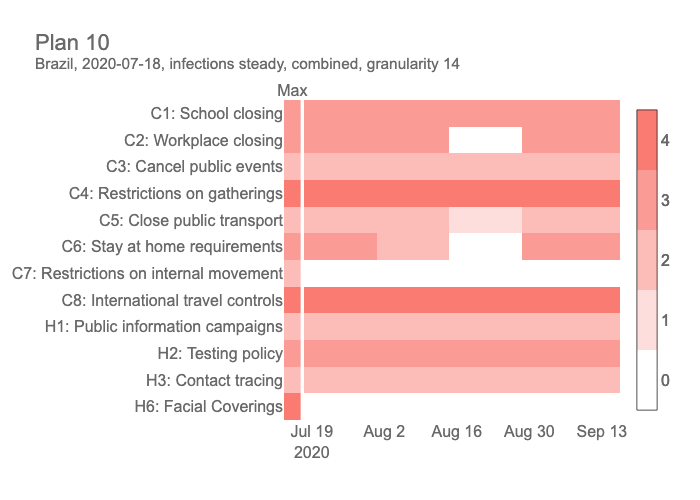 Plan 10
Brazil, 2020-07-18, infections steady, combined, granularity 14
Max
C1: School closing
C2: Workplace closing
C3: Cancel public events
C4: Restrictions on gatherings
C5: Close public transport
C6: Stay at home requirements
C7: Restrictions on internal movement
C8: International travel controls
H1: Public information campaigns
H2: Testing policy
H3: Contact tracing
H6: Facial Coverings
Jul 19 Aug 2 Aug 16 Aug 30 Sep 13
2020
4
3
2
1
0